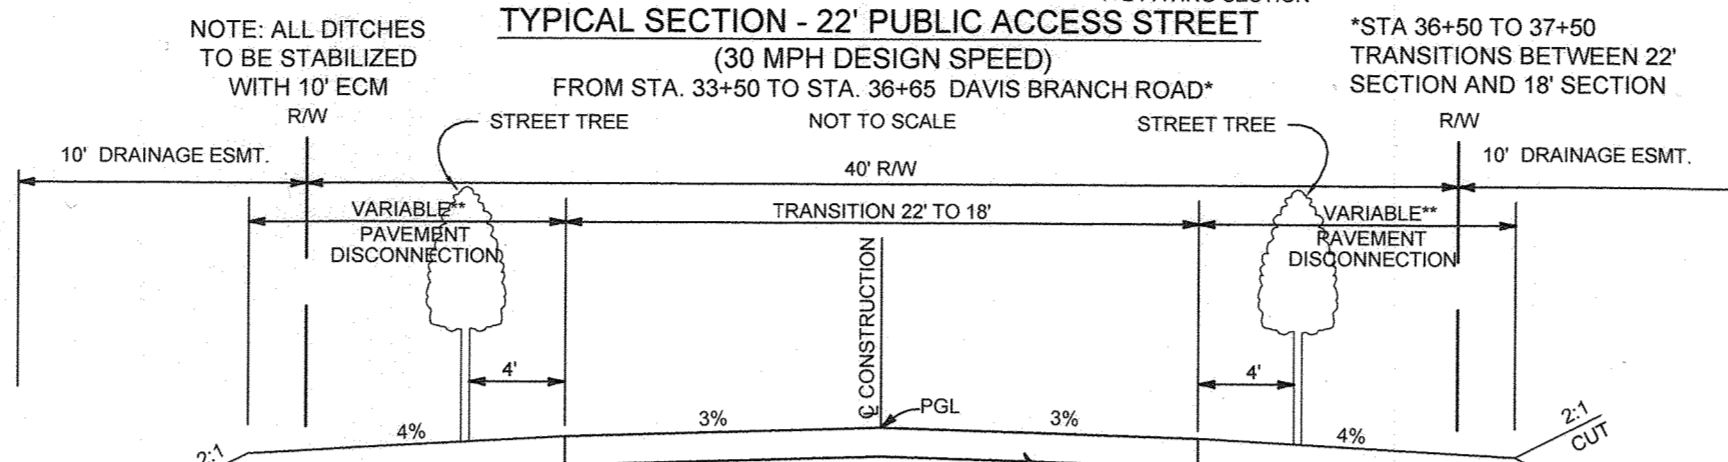 TYPICAL SECTION - 22' PUBLIC ACCESS STREET
(30 MPH DESIGN SPEED)
FROM STA. 33+50 TO STA. 36+65 DAVIS BRANCH ROAD*
NOT TO SCALE
NOTE: ALL DITCHES
TO BE STABILIZED
WITH 10' ECM
*STA 36+50 TO 37+50
TRANSITIONS BETWEEN 22'
SECTION AND 18' SECTION
R/W
STREET TREE
STREET TREE
R/W
10' DRAINAGE ESMT.
40' R/W
10' DRAINAGE ESMT.
VARIABLE**
PAVEMENT
DISCONNECTION
TRANSITION 22' TO 18'
VARIABLE**
PAVEMENT
DISCONNECTION
℄ CONSTRUCTION
4'
4'
PGL
2:1
4%
3%
3%
4%
2:1
CUT